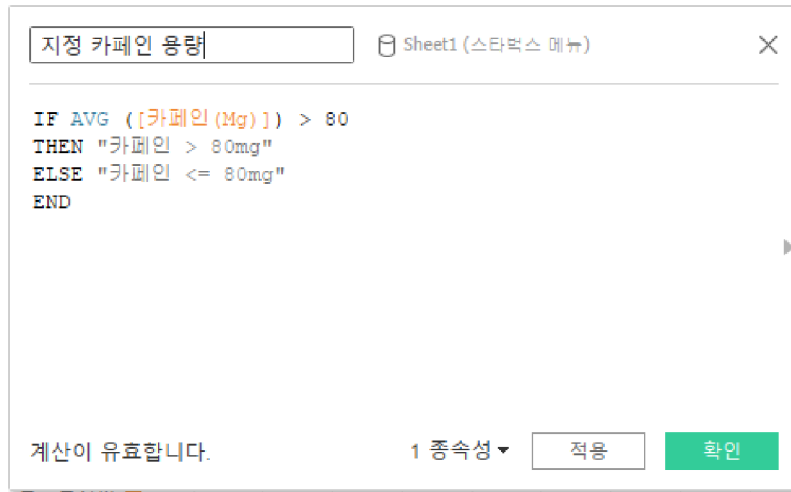 지정 카페인 용량
Sheet1 (스타벅스 메뉴)
IF AVG ([카페인(Mg)]) > 80
THEN "카페인 > 80mg"
ELSE "카페인 <= 80mg"
END
계산이 유효합니다.
1 종속성
적용
확인